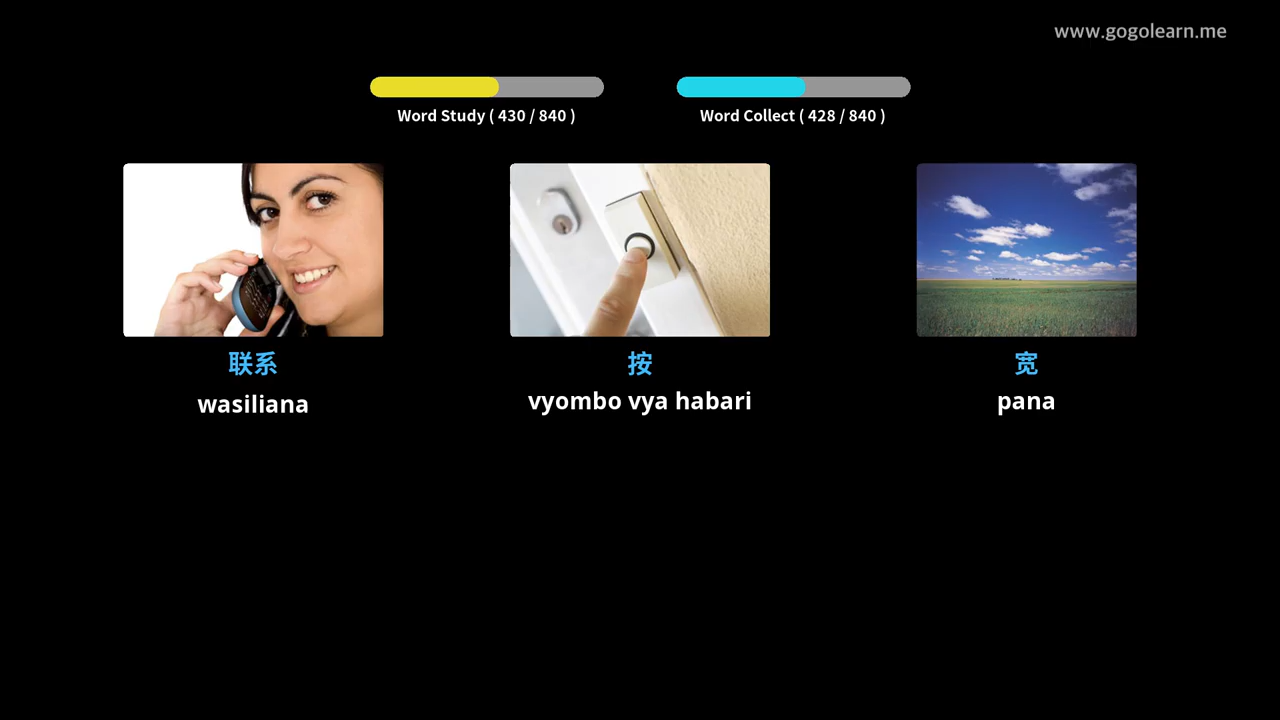 www.gogolearn.me
Word Study ( 430 / 840 )
Word Collect ( 428 / 840 )
联系
按
宽
wasiliana
vyombo vya habari
pana